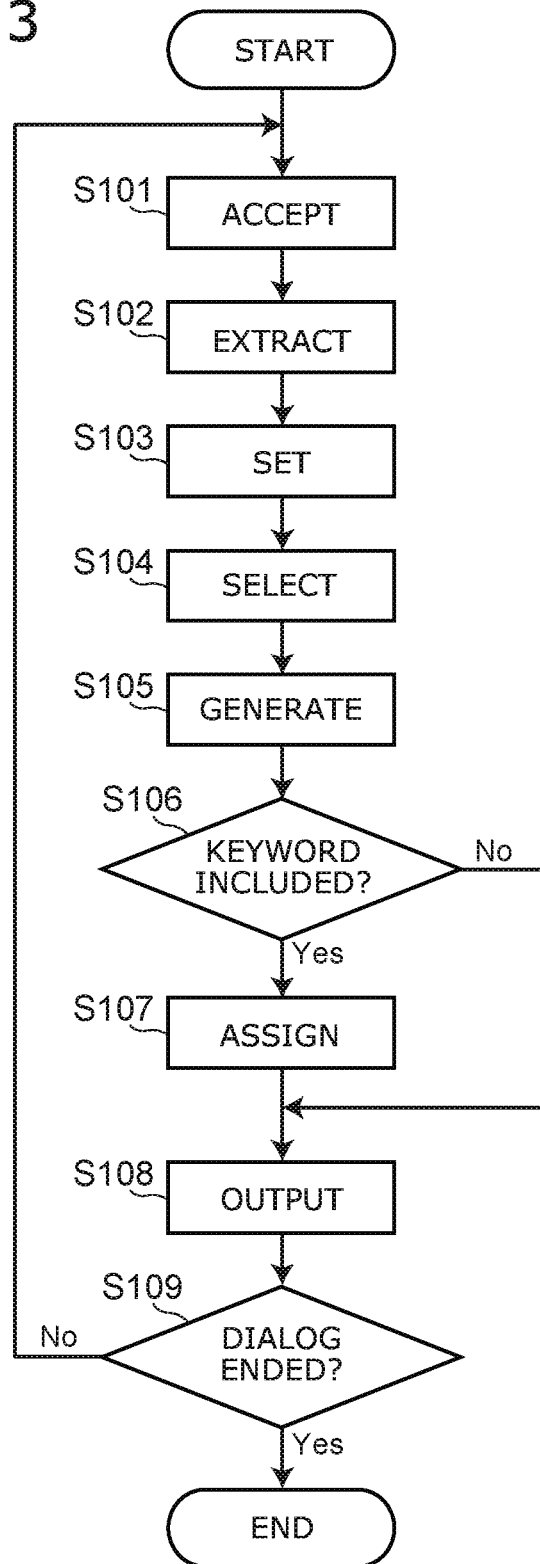 3
START
S101
ACCEPT
S102
EXTRACT
S103
SET
S104
SELECT
S105
GENERATE
S106
KEYWORD
INCLUDED?
No
Yes
S107
ASSIGN
S108
OUTPUT
S109
DIALOG
ENDED?
No
Yes
END